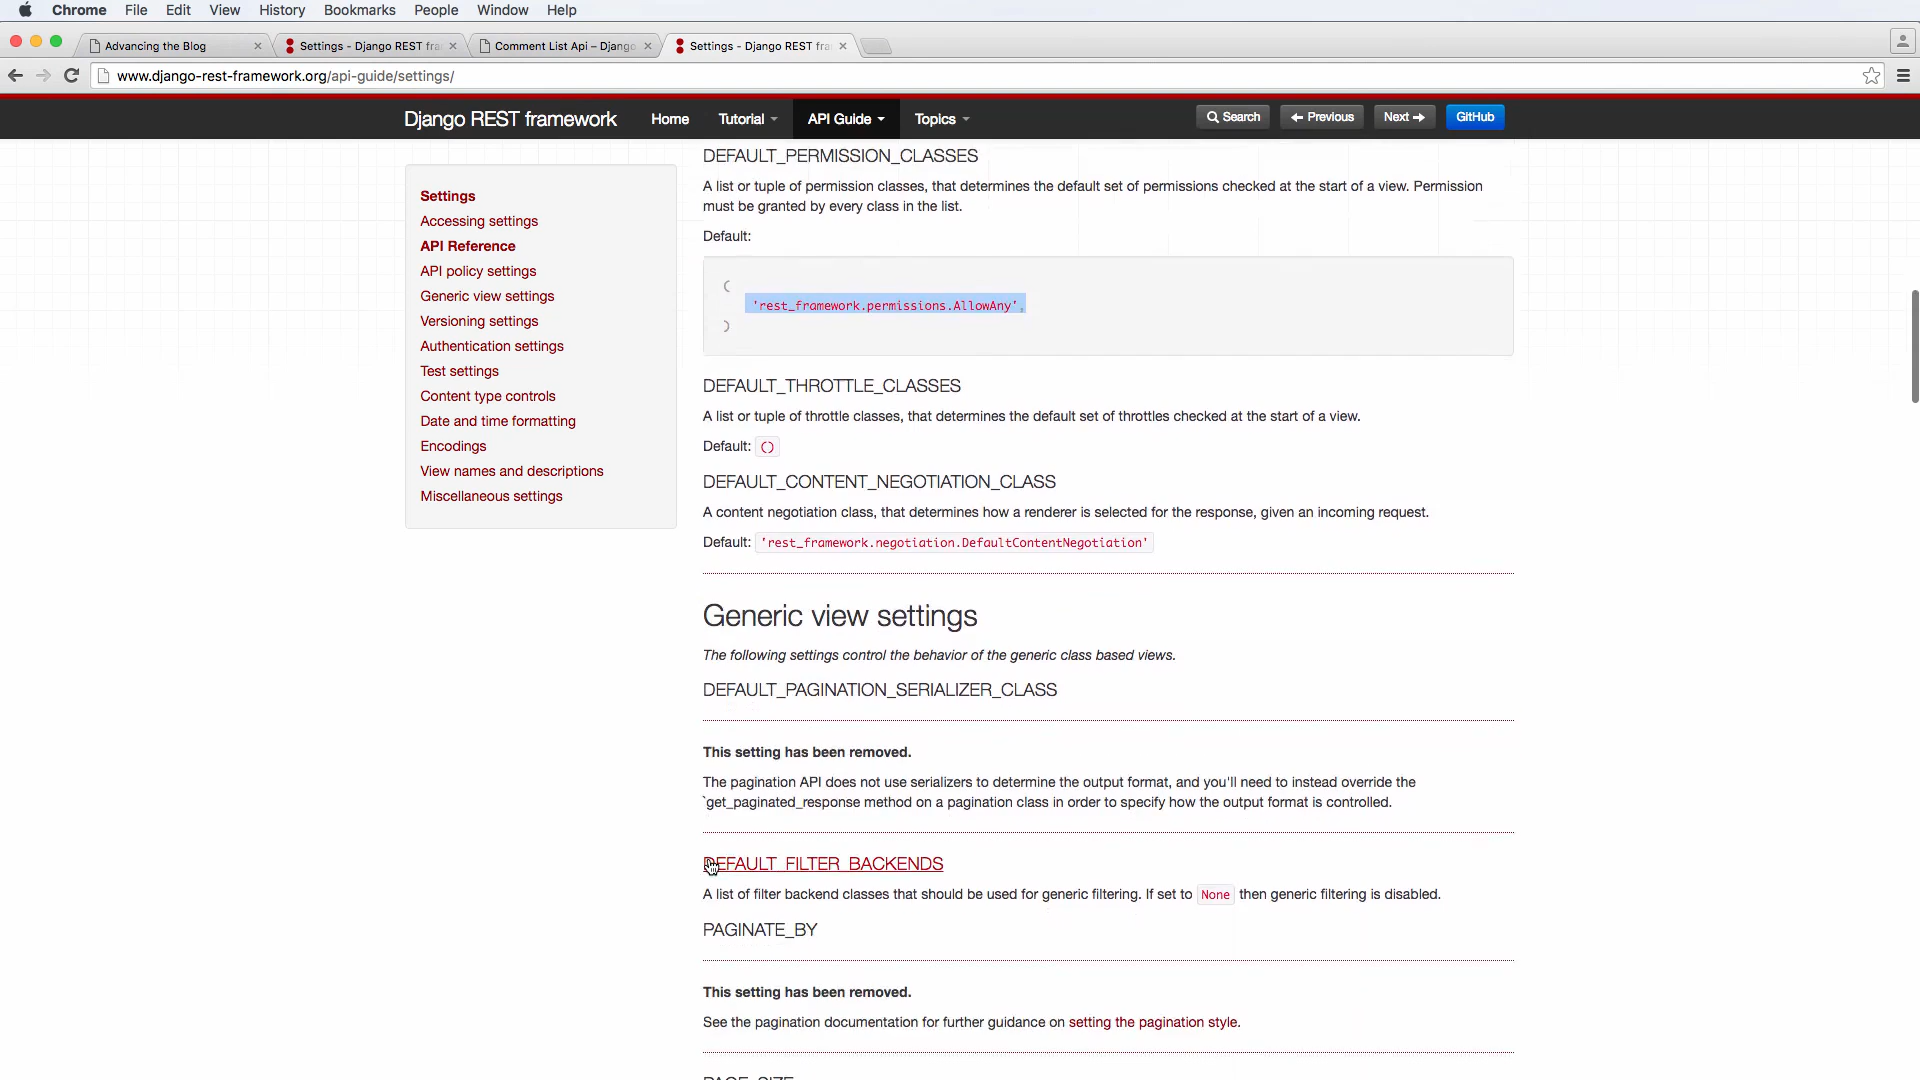 Chrome File Edit View History Bookmarks People Window Help
Advancing the Blog
Settings - Django REST fra
Comment List Api – Django
Settings - Django REST fra
www.django-rest-framework.org/api-guide/settings/
Django REST framework Home Tutorial API Guide Topics Search Previous Next GitHub
Settings
Accessing settings
API Reference
API policy settings
Generic view settings
Versioning settings
Authentication settings
Test settings
Content type controls
Date and time formatting
Encodings
View names and descriptions
Miscellaneous settings
DEFAULT_PERMISSION_CLASSES
A list or tuple of permission classes, that determines the default set of permissions checked at the start of a view. Permission
must be granted by every class in the list.
Default:
(
'rest_framework.permissions.AllowAny',
)
DEFAULT_THROTTLE_CLASSES
A list or tuple of throttle classes, that determines the default set of throttles checked at the start of a view.
Default: ()
DEFAULT_CONTENT_NEGOTIATION_CLASS
A content negotiation class, that determines how a renderer is selected for the response, given an incoming request.
Default: 'rest_framework.negotiation.DefaultContentNegotiation'
Generic view settings
The following settings control the behavior of the generic class based views.
DEFAULT_PAGINATION_SERIALIZER_CLASS
This setting has been removed.
The pagination API does not use serializers to determine the output format, and you'll need to instead override the
`get_paginated_response method on a pagination class in order to specify how the output format is controlled.
DEFAULT_FILTER_BACKENDS
A list of filter backend classes that should be used for generic filtering. If set to None then generic filtering is disabled.
PAGINATE_BY
This setting has been removed.
See the pagination documentation for further guidance on setting the pagination style.
PAGE_SIZE